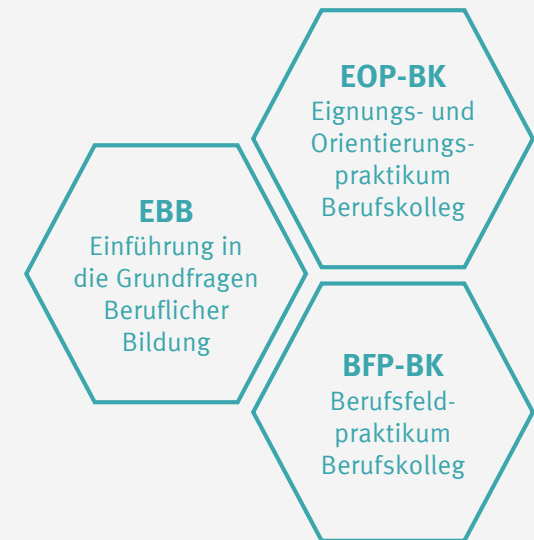 EOP-BK
Eignungs- und
Orientierungs-
praktikum
Berufskolleg
EBB
Einführung in
die Grundfragen
Beruflicher
Bildung
BFP-BK
Berufsfeld-
praktikum
Berufskolleg